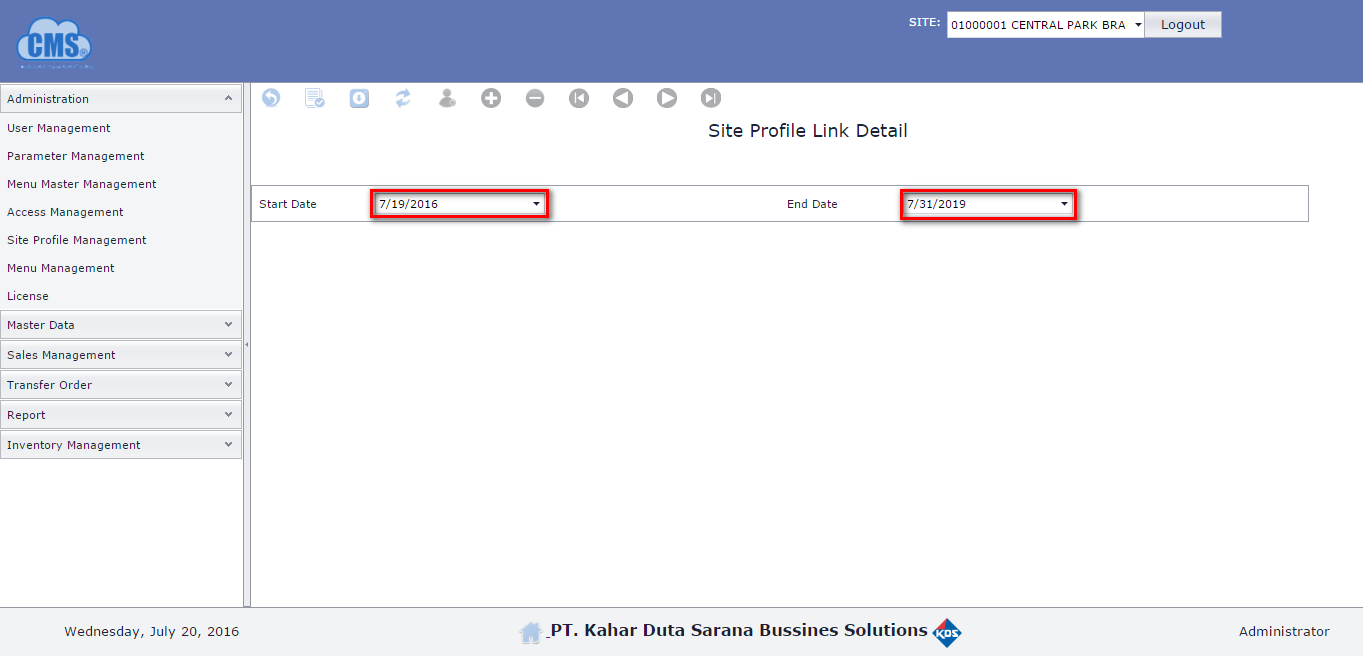 SITE: 01000001 CENTRAL PARK BRA Logout
CMS®
Administration
User Management
Parameter Management
Menu Master Management
Access Management
Site Profile Management
Menu Management
License
Master Data
Sales Management
Transfer Order
Report
Inventory Management
Site Profile Link Detail
Start Date 7/19/2016 End Date 7/31/2019
Wednesday, July 20, 2016 PT. Kahar Duta Sarana Bussines Solutions KDS Administrator